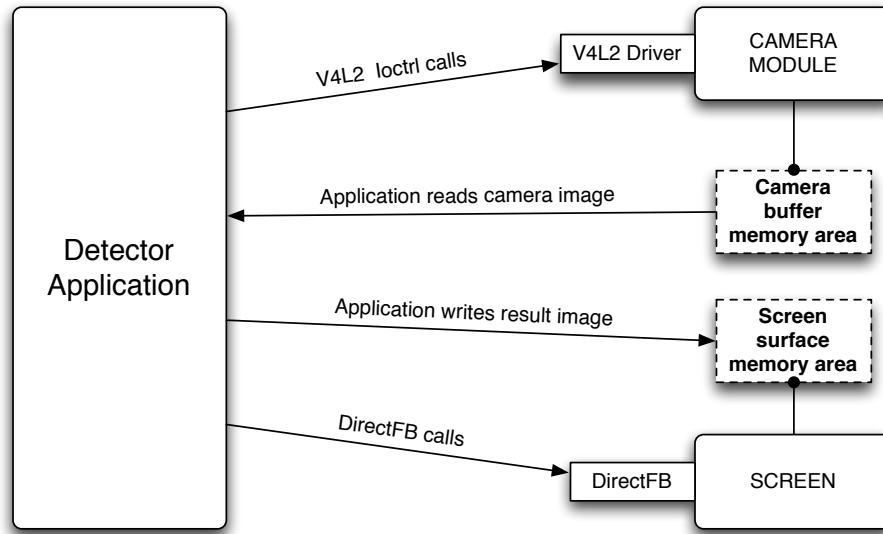 V4L2 Ioctrl calls
V4L2 Driver
CAMERA
MODULE
Application reads camera image
Camera
buffer
memory area
Detector
Application
Application writes result image
Screen
surface
memory area
DirectFB calls
DirectFB
SCREEN